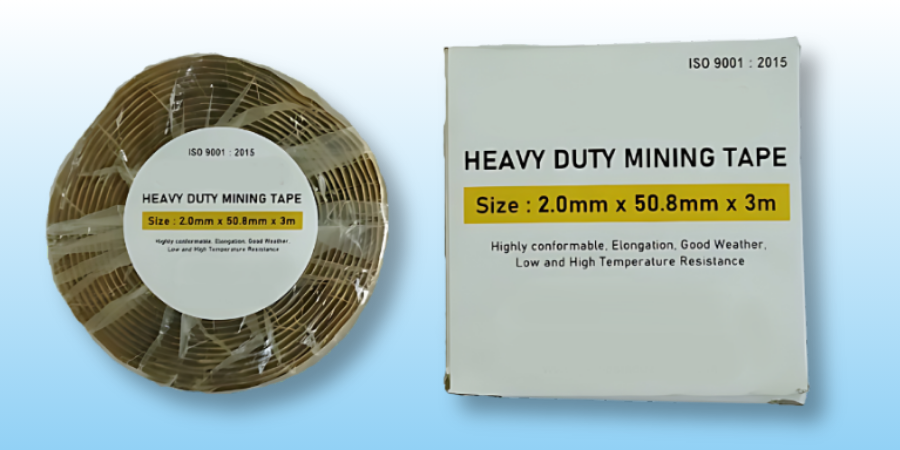 ISO 9001 : 2015
HEAVY DUTY MINING TAPE
Size : 2.0mm x 50.8mm x 3m
Highly conformable, Elongation, Good Weather,
Low and High Temperature Resistance
ISO 9001 : 2015
HEAVY DUTY MINING TAPE
Size : 2.0mm x 50.8mm x 3m
Highly conformable, Elongation, Good Weather,
Low and High Temperature Resistance